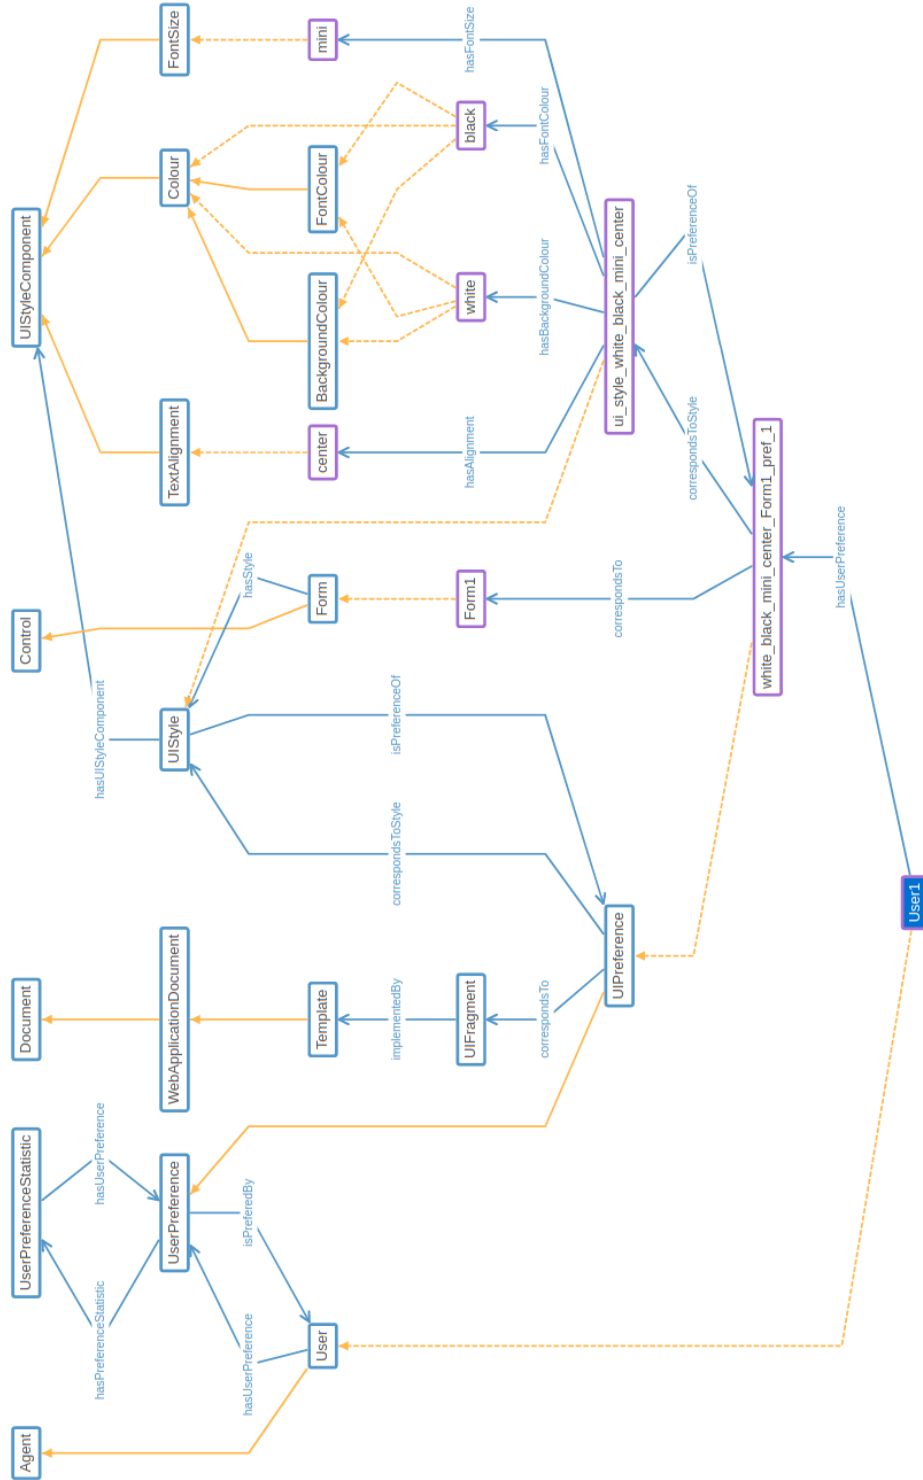 Agent
UserPreferenceStatistic
Document
Control
UIStyleComponent
hasPreferenceStatistic
hasUserPreference
hasUIStyleComponent
UserPreference
WebApplicationDocument
UIStyle
TextAlignment
Colour
FontSize
hasUserPreference
isPreferedBy
hasStyle
User
Template
Form
center
BackgroundColour
FontColour
mini
implementedBy
correspondsToStyle
isPreferenceOf
UIFragment
Form1
white
black
hasAlignment
hasFontSize
correspondsTo
hasBackgroundColour
hasFontColour
UIPreference
correspondsTo
ui_style_white_black_mini_center
correspondsToStyle
isPreferenceOf
white_black_mini_center_Form1_pref_1
hasUserPreference
User1